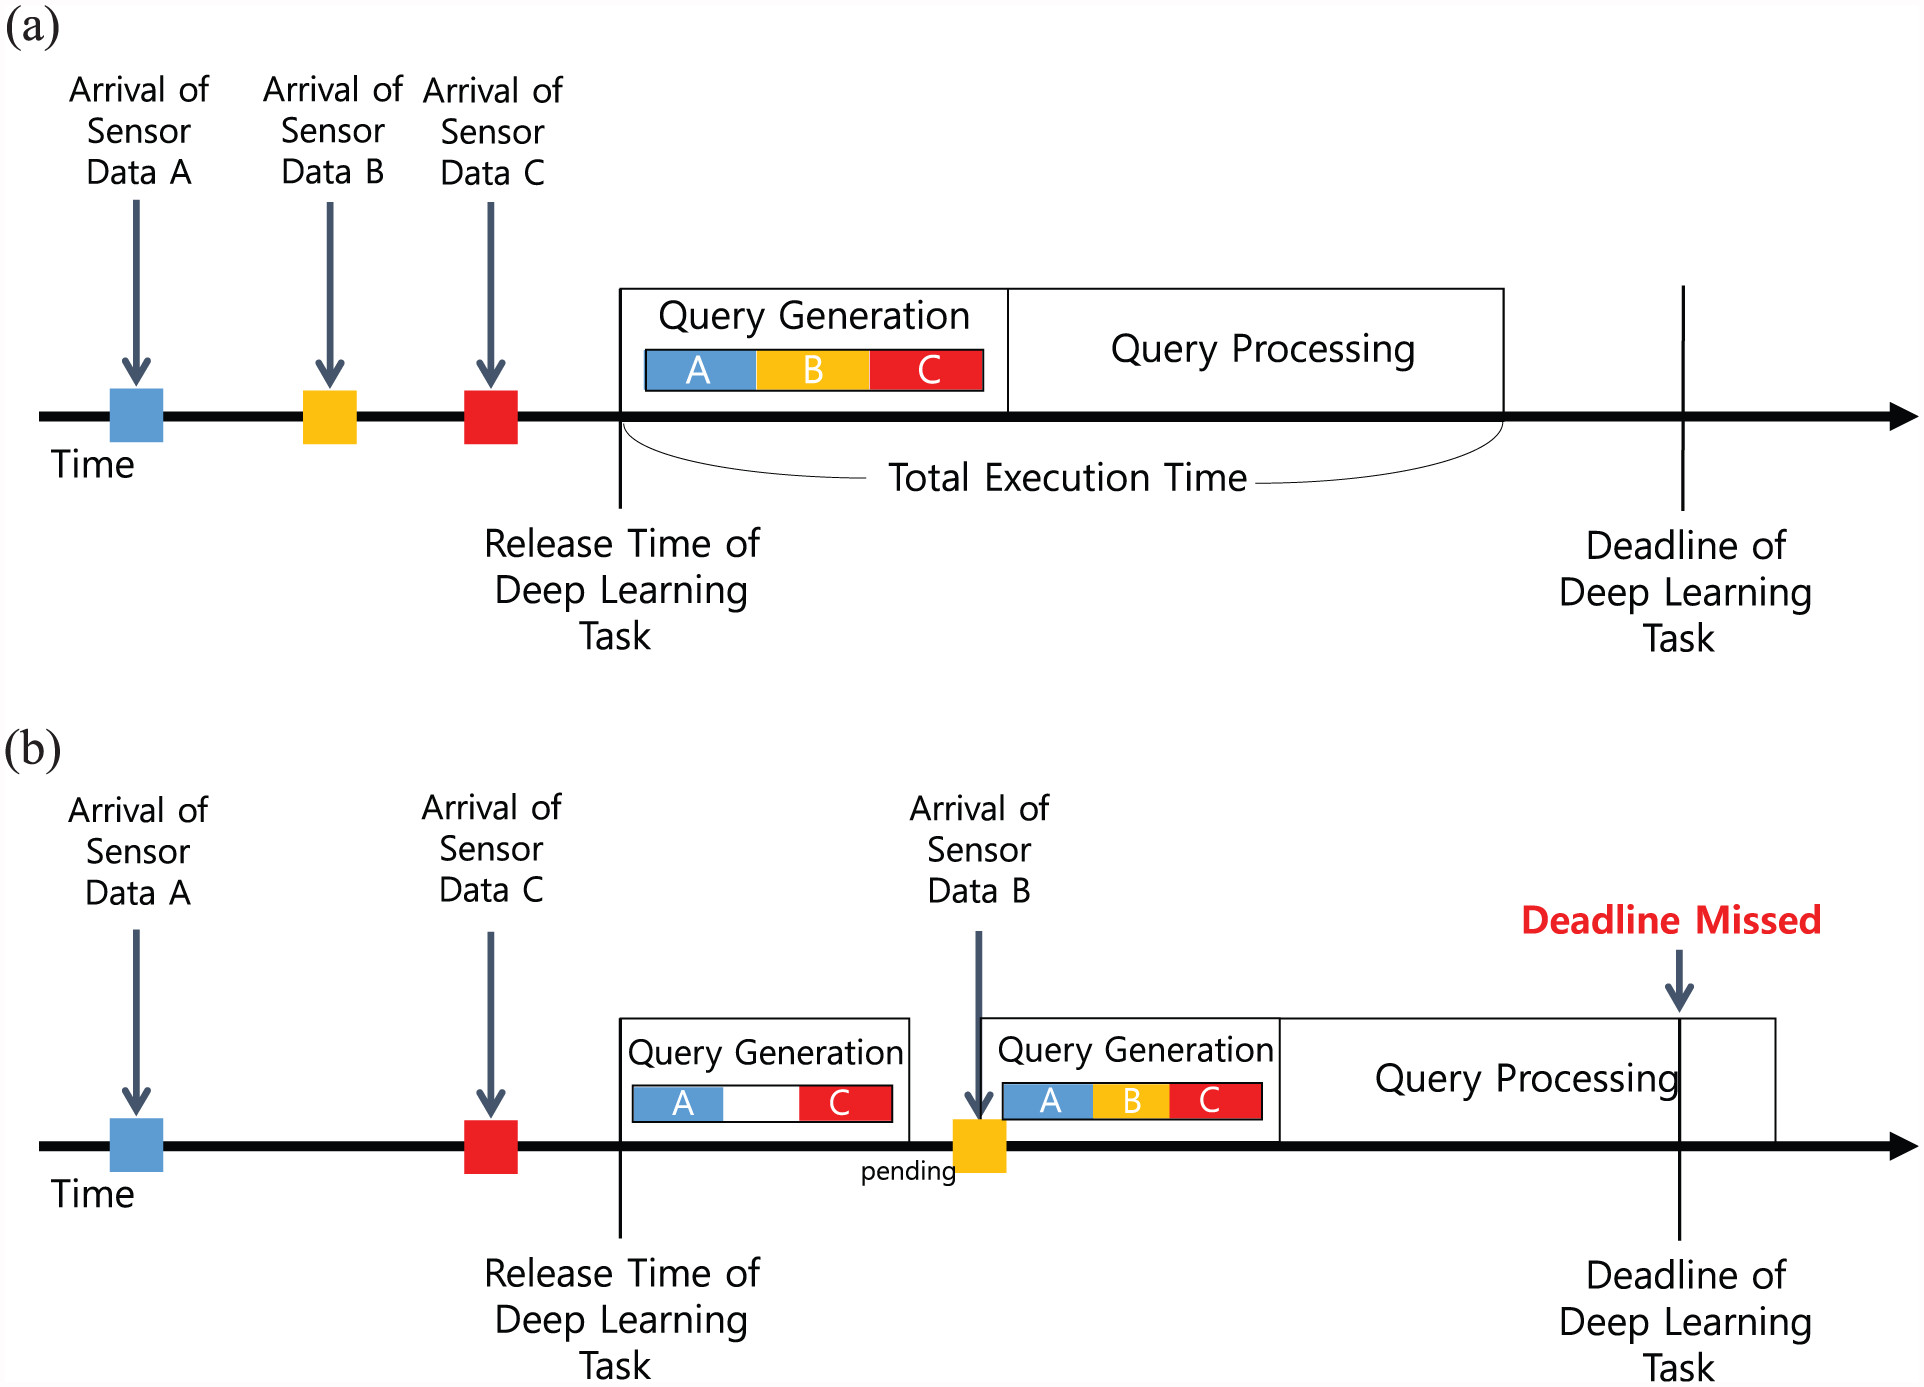 (a)
Arrival of
Sensor
Data A
Arrival of
Sensor
Data B
Arrival of
Sensor
Data C
Query Generation
A B C
Query Processing
Time
Total Execution Time
Release Time of
Deep Learning
Task
Deadline of
Deep Learning
Task
(b)
Arrival of
Sensor
Data A
Arrival of
Sensor
Data C
Arrival of
Sensor
Data B
Deadline Missed
Query Generation
A C
Query Generation
A B C
Query Processing
pending
Time
Release Time of
Deep Learning
Task
Deadline of
Deep Learning
Task